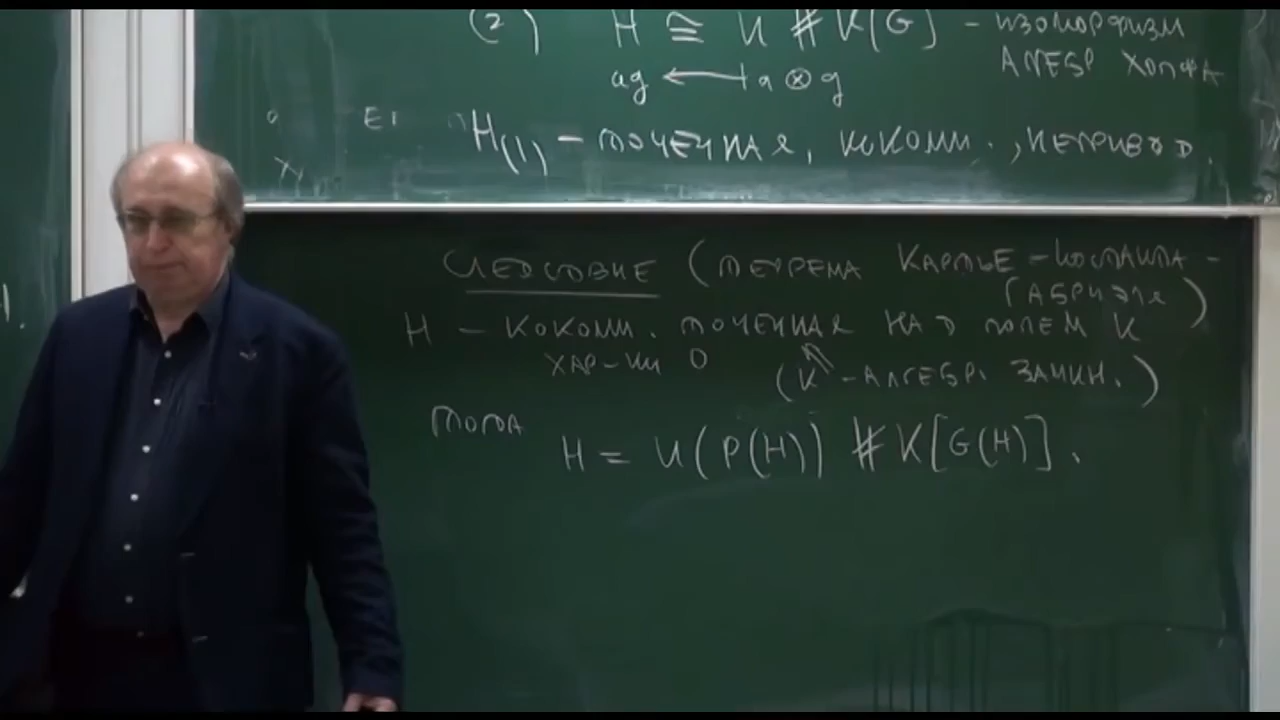 (2) H ≅ U # K[G] - изоморфизм
алгебр Хопфа
ag ⟵| a ⊗ g
H(1) - точечная, кокомм., непривод.
Следствие (теорема Картье - Костанта -
Габриэля)
H - кокомм. точечная над полем K
хар-ки 0
(K - алгебр. замкн.)
тогда
H = U(P(H)) # K[G(H)].